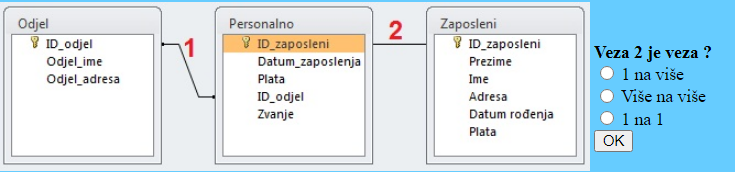 Odjel
ID_odjel
Odjel_ime
Odjel_adresa
1
Personalno
ID_zaposleni
Datum_zaposlenja
Plata
ID_odjel
Zvanje
2
Zaposleni
ID_zaposleni
Prezime
Ime
Adresa
Datum rođenja
Plata
Veza 2 je veza ?
1 na više
Više na više
1 na 1
OK